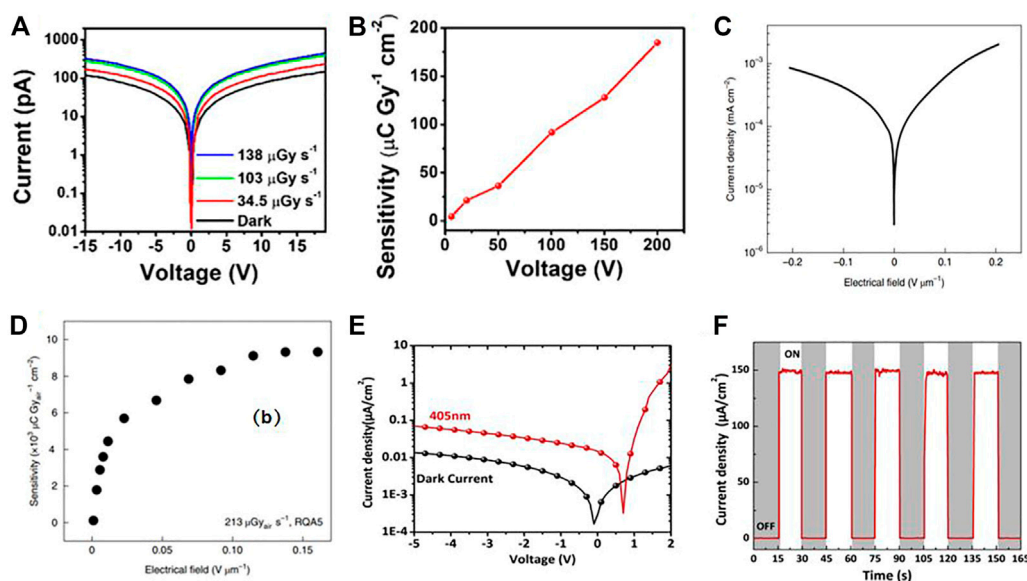 A
Current (pA)
1000
100
10
1
0.1
0.01
138 μGy s⁻¹
103 μGy s⁻¹
34.5 μGy s⁻¹
Dark
-15 -10 -5 0 5 10 15
Voltage (V)
B
Sensitivity (μC Gy⁻¹ cm⁻²)
200
150
100
50
0
0 50 100 150 200
Voltage (V)
C
Current density (mA cm⁻²)
10⁻³
10⁻⁴
10⁻⁵
10⁻⁶
−0.2 −0.1 0 0.1 0.2
Electrical field (V μm⁻¹)
D
Sensitivity (×10³ μC Gyair⁻¹ cm⁻²)
10
8
6
4
2
0
(b)
213 μGyair s⁻¹, RQA5
0 0.05 0.10 0.15
Electrical field (V μm⁻¹)
E
Current density(μA/cm²)
10
1
0.1
0.01
1E-3
1E-4
405nm
Dark Current
-5 -4 -3 -2 -1 0 1 2
Voltage (V)
F
Current density (μA/cm²)
150
100
50
0
ON
OFF
0 15 30 45 60 75 90 105 120 135 150 165
Time (s)